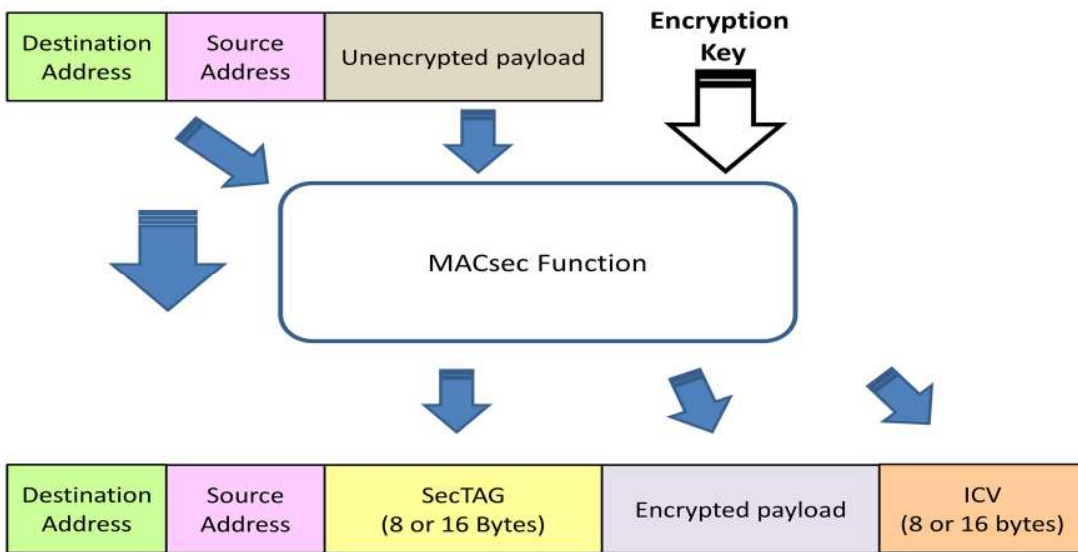 Destination
Address
Source
Address
Unencrypted payload
Encryption
Key
MACsec Function
Destination
Address
Source
Address
SecTAG
(8 or 16 Bytes)
Encrypted payload
ICV
(8 or 16 bytes)